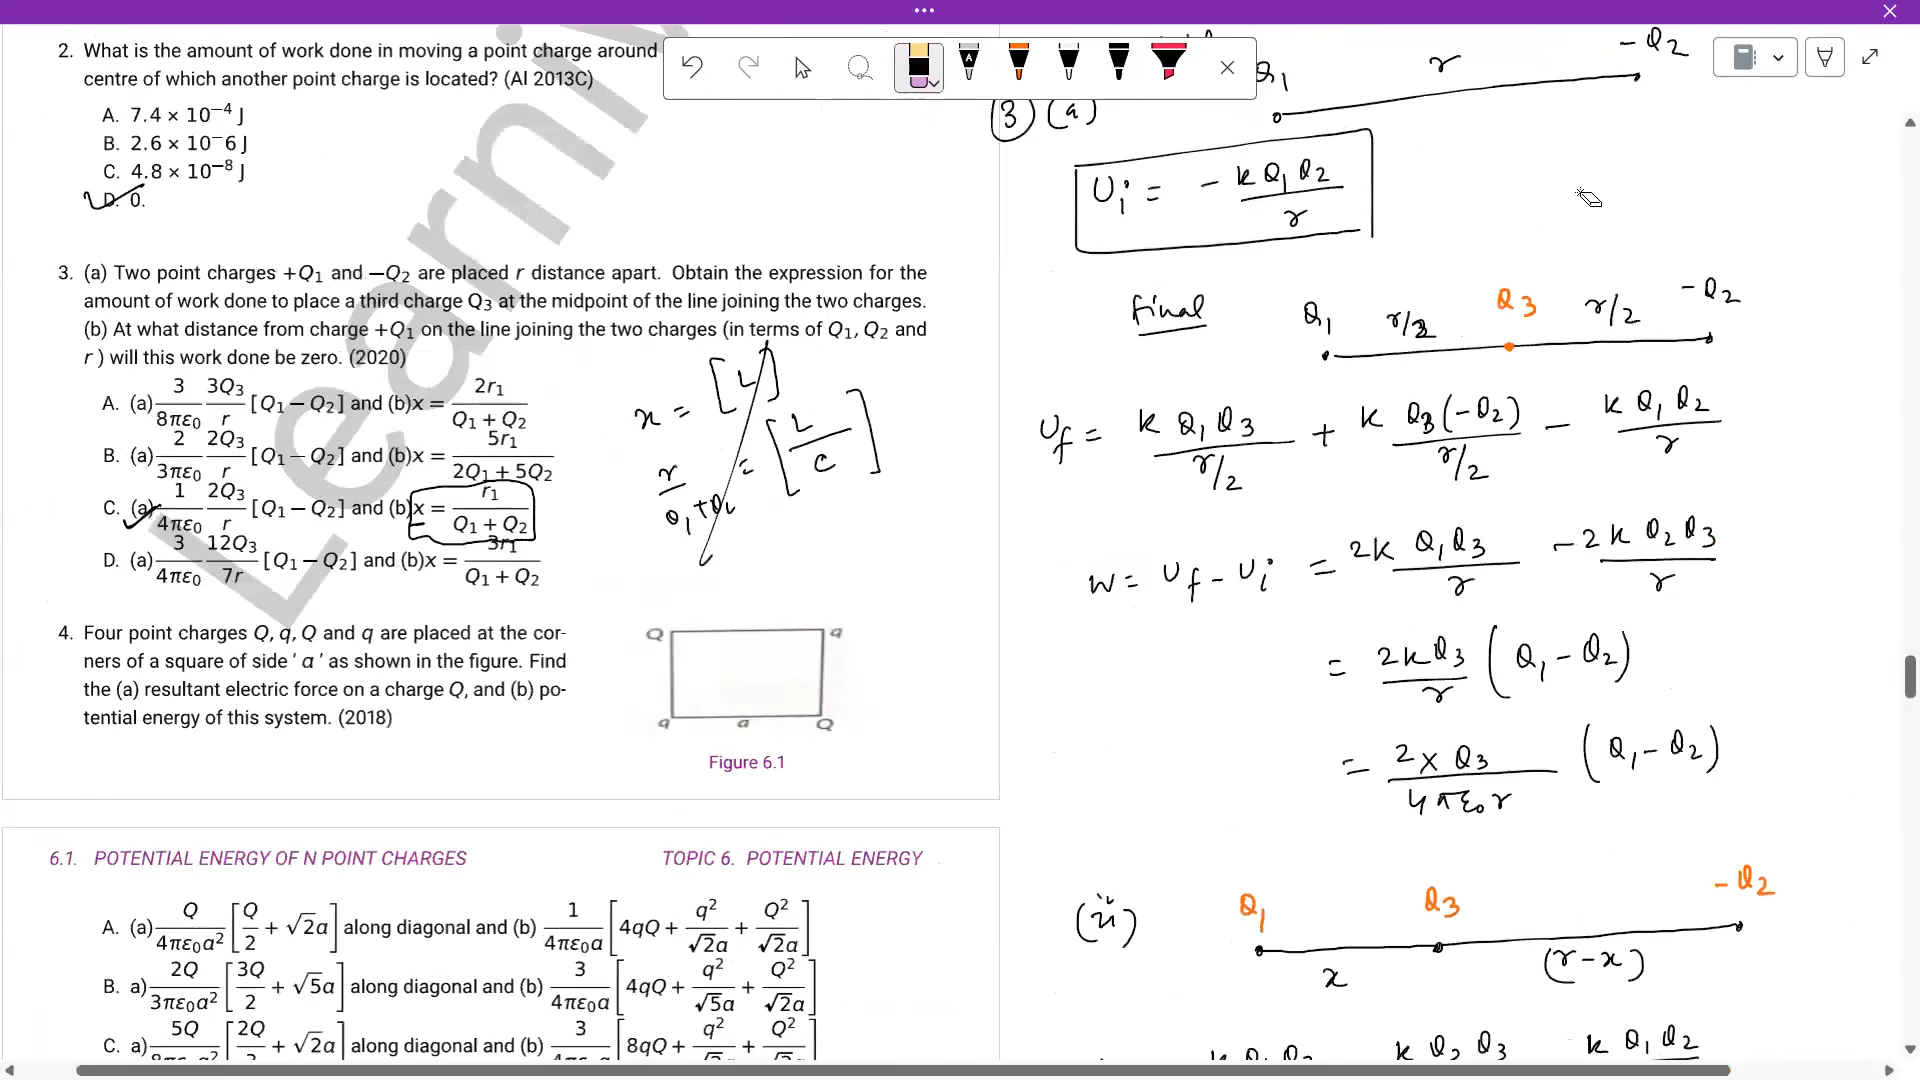 2. What is the amount of work done in moving a point charge around
centre of which another point charge is located? (Al 2013C)
A. 7.4 × 10⁻⁴ J
B. 2.6 × 10⁻6 J
C. 4.8 × 10⁻⁸ J
D. 0.
3. (a) Two point charges +Q₁ and −Q₂ are placed r distance apart. Obtain the expression for the
amount of work done to place a third charge Q₃ at the midpoint of the line joining the two charges.
(b) At what distance from charge +Q₁ on the line joining the two charges (in terms of Q₁, Q₂ and
r ) will this work done be zero. (2020)
A. (a) 3/8πε₀ 3Q₃/r [Q₁ − Q₂] and (b)x = 2r₁/(Q₁ + Q₂)
B. (a) 2/3πε₀ 2Q₃/r [Q₁ − Q₂] and (b)x = 5r₁/(2Q₁ + 5Q₂)
C. (a) 1/4πε₀ 2Q₃/r [Q₁ − Q₂] and (b)x = r₁/(Q₁ + Q₂)
D. (a) 3/4πε₀ 12Q₃/7r [Q₁ − Q₂] and (b)x = 3r₁/(Q₁ + Q₂)
x = [L]
r/(Q₁ + Q₂) = [L/C]
4. Four point charges Q, q, Q and q are placed at the cor-
ners of a square of side ' a ' as shown in the figure. Find
the (a) resultant electric force on a charge Q, and (b) po-
tential energy of this system. (2018)
Q q
q a Q
Figure 6.1
6.1. POTENTIAL ENERGY OF N POINT CHARGES TOPIC 6. POTENTIAL ENERGY
A. (a) Q/4πε₀a² [Q/2 + √2a] along diagonal and (b) 1/4πε₀a [4qQ + q²/√2a + Q²/√2a]
B. a) 2Q/3πε₀a² [3Q/2 + √5a] along diagonal and (b) 3/4πε₀a [4qQ + q²/√5a + Q²/√2a]
C. a) 5Q [2Q + √2a] along diagonal and (b) 3 [8qQ + q² + Q²
Learni
Q₁ r −Q₂
(3) (a)
Uᵢ = − kQ₁Q₂/r
final Q₁ r/2 Q₃ r/2 −Q₂
U_f = kQ₁Q₃/(r/2) + kQ₃(−Q₂)/(r/2) − kQ₁Q₂/r
W = U_f − Uᵢ = 2kQ₁Q₃/r − 2kQ₂Q₃/r
= 2kQ₃/r (Q₁ − Q₂)
= 2 × Q₃/4πε₀r (Q₁ − Q₂)
(ii) Q₁ Q₃ −Q₂
x (r − x)
k Q₂ Q₃ k Q₁ Q₂